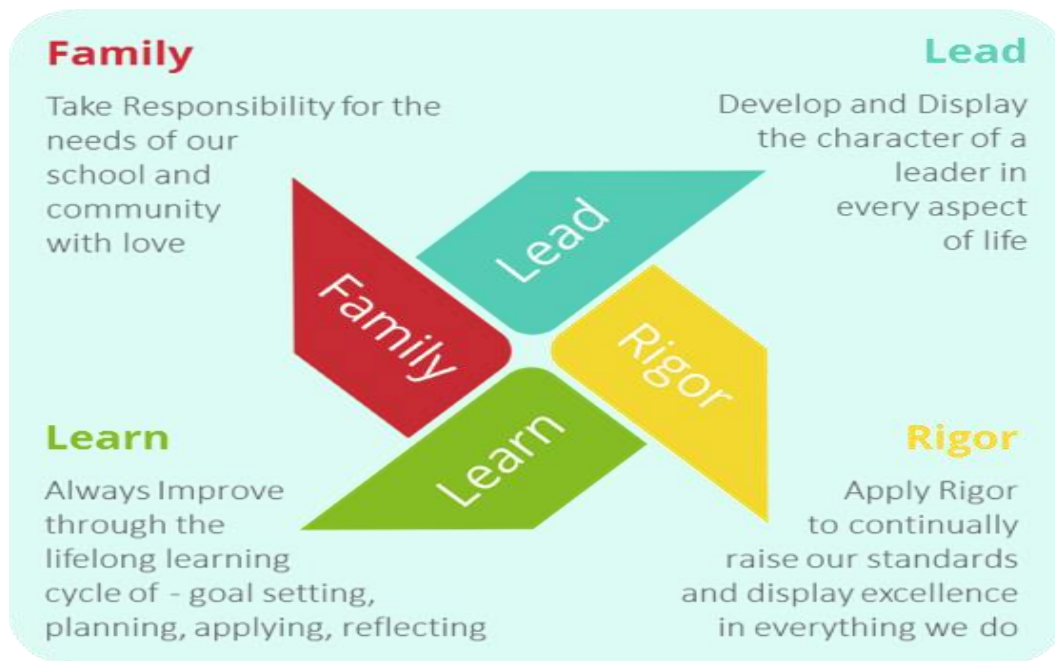 Family
Take Responsibility for the
needs of our
school and
community
with love
Lead
Develop and Display
the character of a
leader in
every aspect
of life
Lead
Family
Rigor
Learn
Learn
Always Improve
through the
lifelong learning
cycle of - goal setting,
planning, applying, reflecting
Rigor
Apply Rigor
to continually
raise our standards
and display excellence
in everything we do